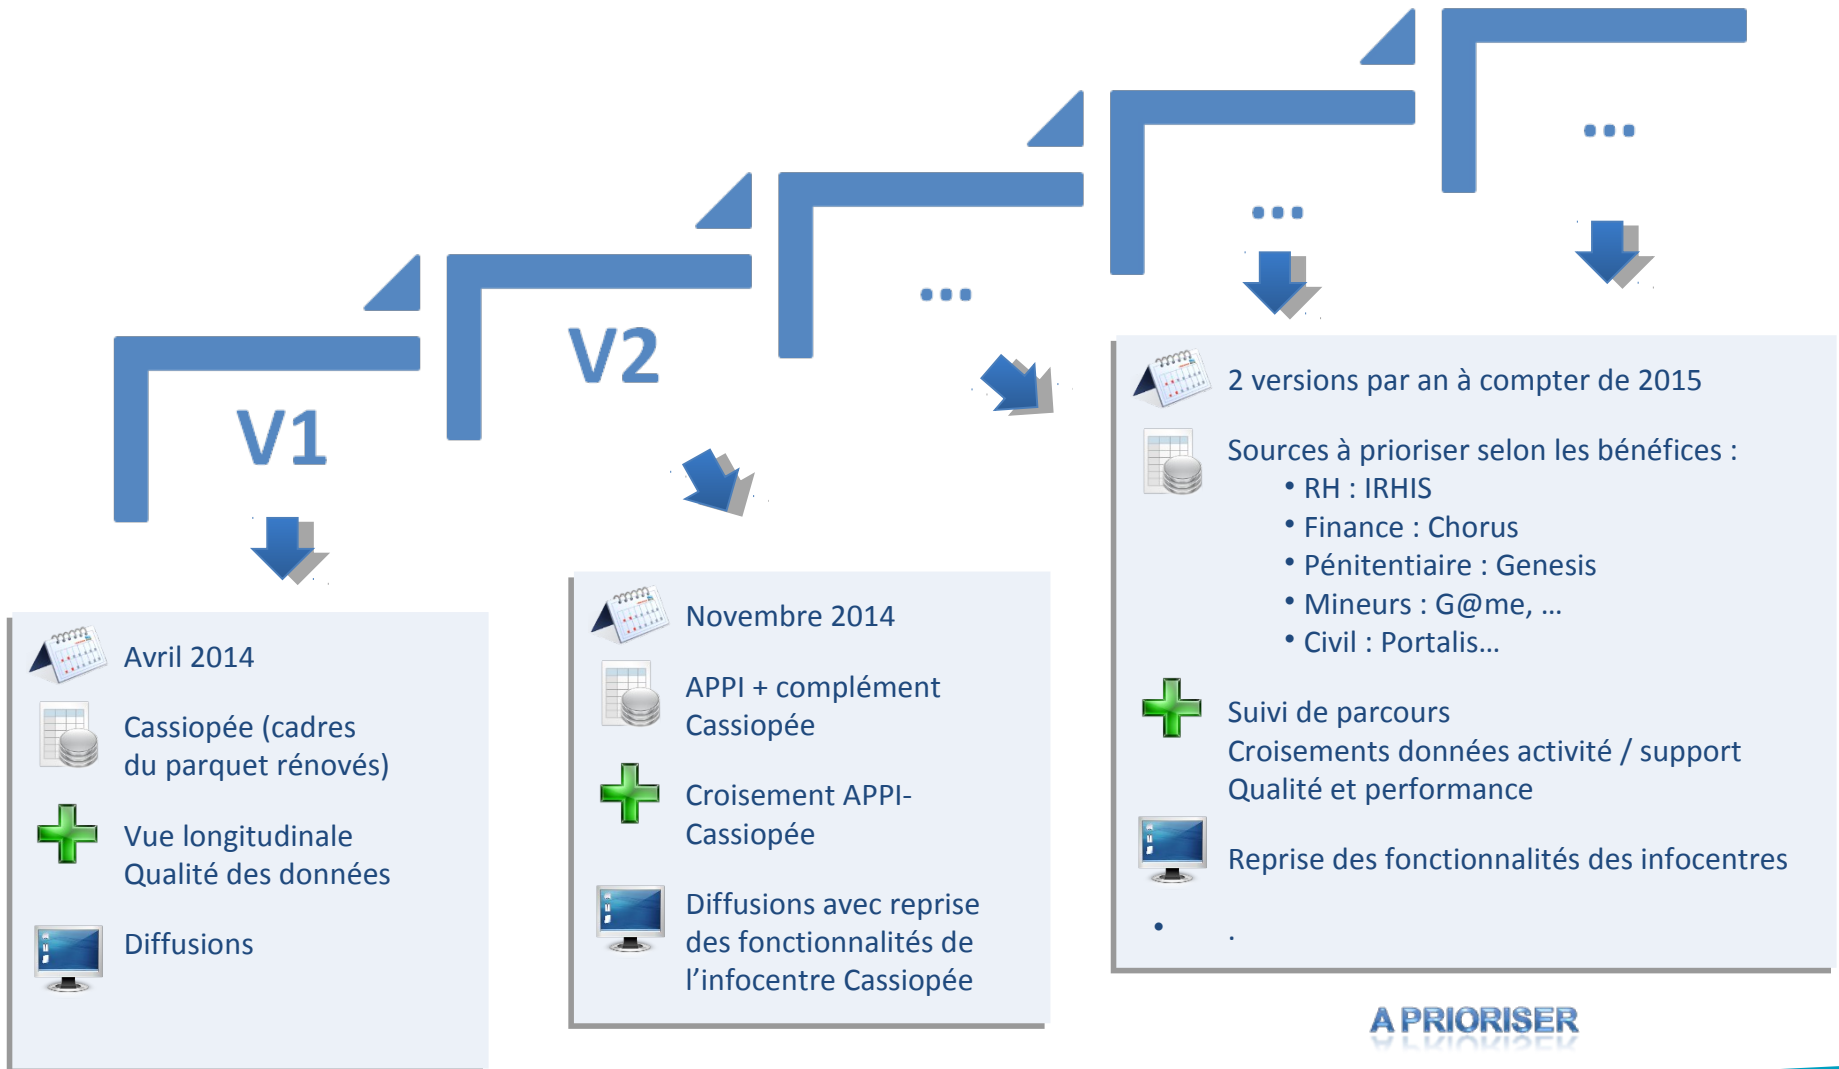 V1
Avril 2014
Cassiopée (cadres
du parquet rénovés)
Vue longitudinale
Qualité des données
Diffusions
V2
Novembre 2014
APPI + complément
Cassiopée
Croisement APPI-
Cassiopée
Diffusions avec reprise
des fonctionnalités de
l’infocentre Cassiopée
...
...
...
2 versions par an à compter de 2015
Sources à prioriser selon les bénéfices :
• RH : IRHIS
• Finance : Chorus
• Pénitentiaire : Genesis
• Mineurs : G@me, …
• Civil : Portalis…
Suivi de parcours
Croisements données activité / support
Qualité et performance
Reprise des fonctionnalités des infocentres
• .
A PRIORISER